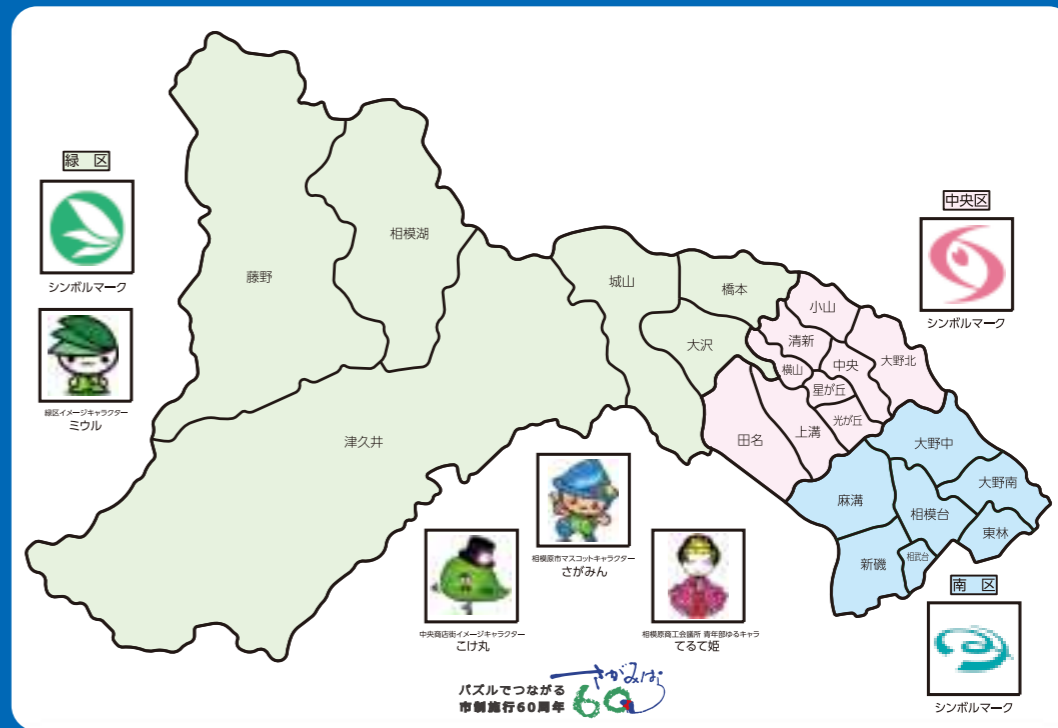 緑 区
シンボルマーク
緑区イメージキャラクター
ミウル
藤野
相模湖
津久井
城山
橋本
大沢
中央区
シンボルマーク
小山
清新
横山
中央
大野北
星が丘
光が丘
上溝
田名
大野中
麻溝
大野南
相模台
東林
新磯
相武台
南 区
シンボルマーク
相模原市マスコットキャラクター
さがみん
中央商店街イメージキャラクター
こけ丸
相模原商工会議所 青年部ゆるキャラ
てるて姫
パズルでつながる
市制施行60周年
さがみはら
60